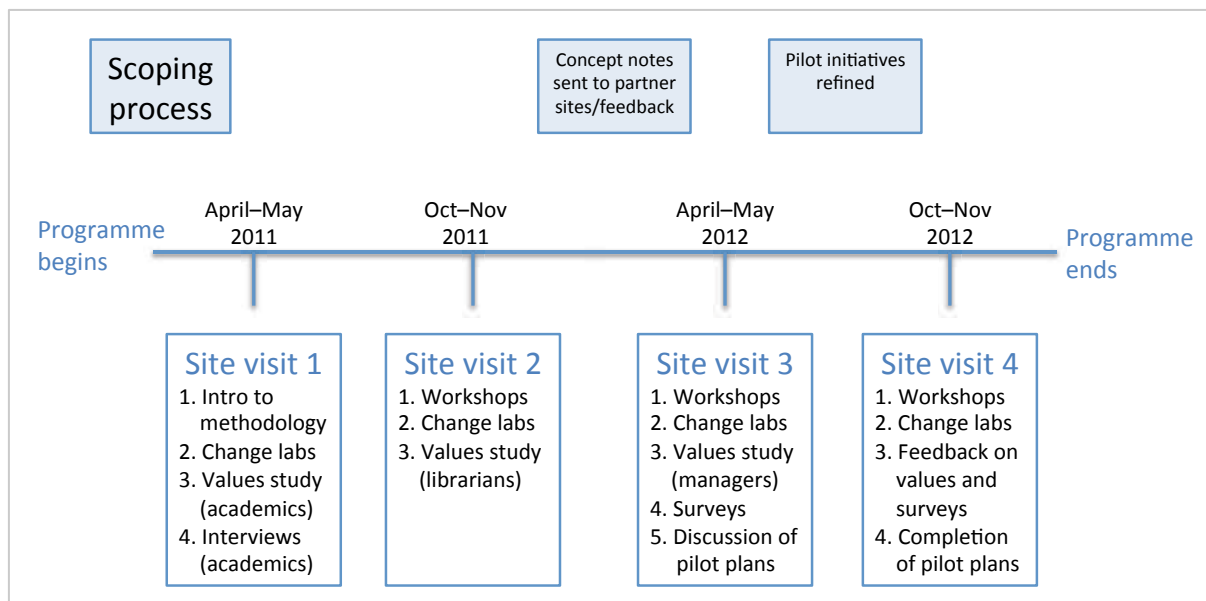 Scoping
process
Concept notes
sent to partner
sites/feedback
Pilot initiatives
refined
Programme
begins
April–May
2011
Oct–Nov
2011
April–May
2012
Oct–Nov
2012
Programme
ends
Site visit 1
1. Intro to
methodology
2. Change labs
3. Values study
(academics)
4. Interviews
(academics)
Site visit 2
1. Workshops
2. Change labs
3. Values study
(librarians)
Site visit 3
1. Workshops
2. Change labs
3. Values study
(managers)
4. Surveys
5. Discussion of
pilot plans
Site visit 4
1. Workshops
2. Change labs
3. Feedback on
values and
surveys
4. Completion
of pilot plans